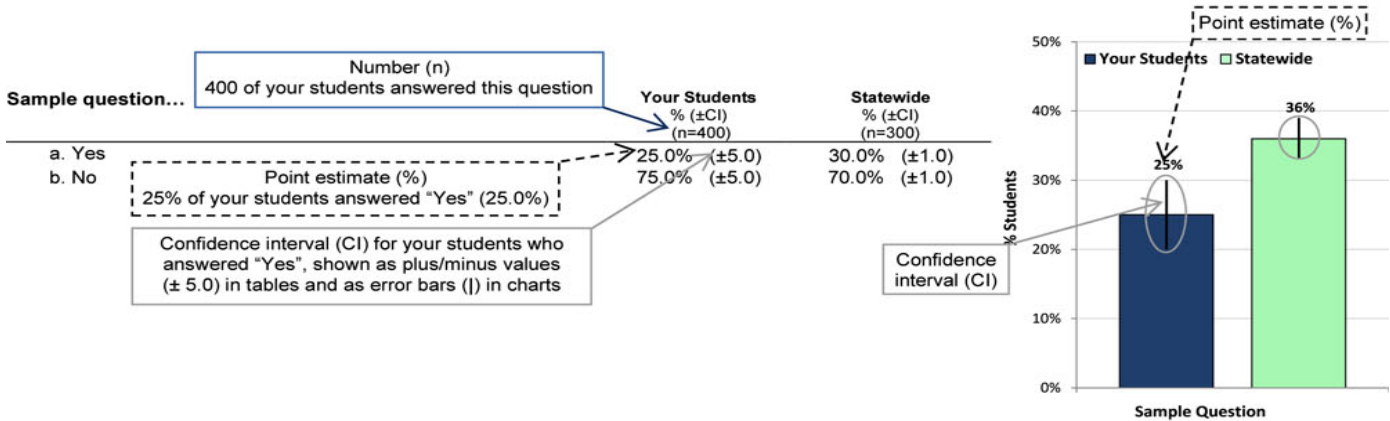 Number (n)
400 of your students answered this question
Sample question…
Your Students
% (±CI)
(n=400)
Statewide
% (±CI)
(n=300)
a. Yes
25.0% (±5.0)
30.0% (±1.0)
b. No
75.0% (±5.0)
70.0% (±1.0)
Point estimate (%)
25% of your students answered “Yes” (25.0%)
Confidence interval (CI) for your students who
answered “Yes”, shown as plus/minus values
(± 5.0) in tables and as error bars (|) in charts
Point estimate (%)
Your Students
Statewide
50%
40%
30%
20%
10%
0%
% Students
25%
36%
Confidence
interval (CI)
Sample Question